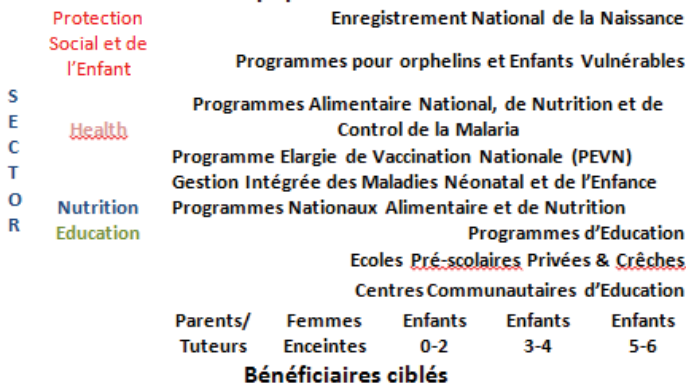 Protection
Social et de
l'Enfant
Enregistrement National de la Naissance
Programmes pour orphelins et Enfants Vulnérables
SECTOR
Health
Programmes Alimentaire National, de Nutrition et de
Control de la Malaria
Programme Elargie de Vaccination Nationale (PEVN)
Gestion Intégrée des Maladies Néonatal et de l'Enfance
Nutrition
Programmes Nationaux Alimentaire et de Nutrition
Education
Programmes d'Education
Ecoles Pré-scolaires Privées & Crêches
Centres Communautaires d'Education
Parents/
Tuteurs
Femmes
Enceintes
Enfants
0-2
Enfants
3-4
Enfants
5-6
Bénéficiaires ciblés